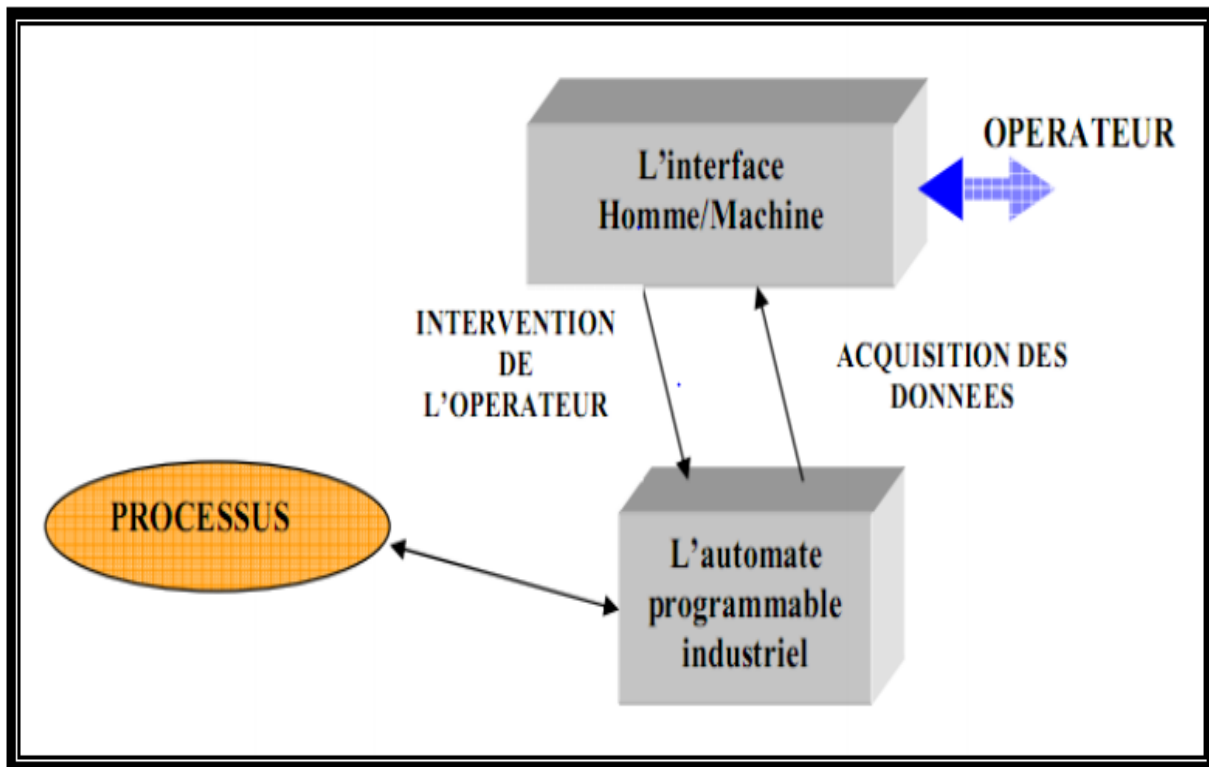 L'interface
Homme/Machine
OPERATEUR
INTERVENTION
DE
L'OPERATEUR
ACQUISITION DES
DONNEES
PROCESSUS
L'automate
programmable
industriel